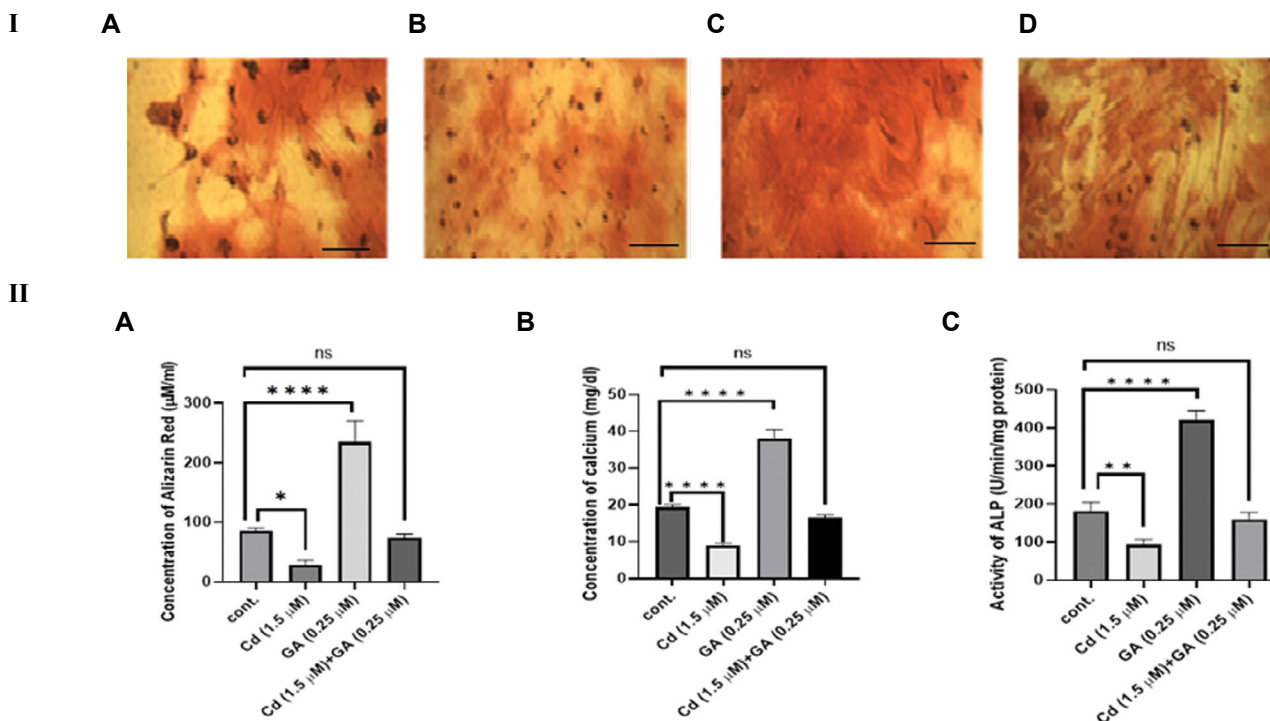 I
A
B
C
D
II
A
B
C
ns
* * * *
*
300
200
100
0
Concentration of Alizarin Red (µM/ml)
cont.
Cd (1.5 µM)
GA (0.25 µM)
Cd (1.5 µM)+GA (0.25 µM)
ns
* * * *
* * * *
50
40
30
20
10
0
Concentration of calcium (mg/dl)
cont.
Cd (1.5 µM)
GA (0.25 µM)
Cd (1.5 µM)+GA (0.25 µM)
ns
* * * *
* *
500
400
300
200
100
0
Activity of ALP (U/min/mg protein)
cont.
Cd (1.5 µM)
GA (0.25 µM)
Cd (1.5 µM)+GA (0.25 µM)